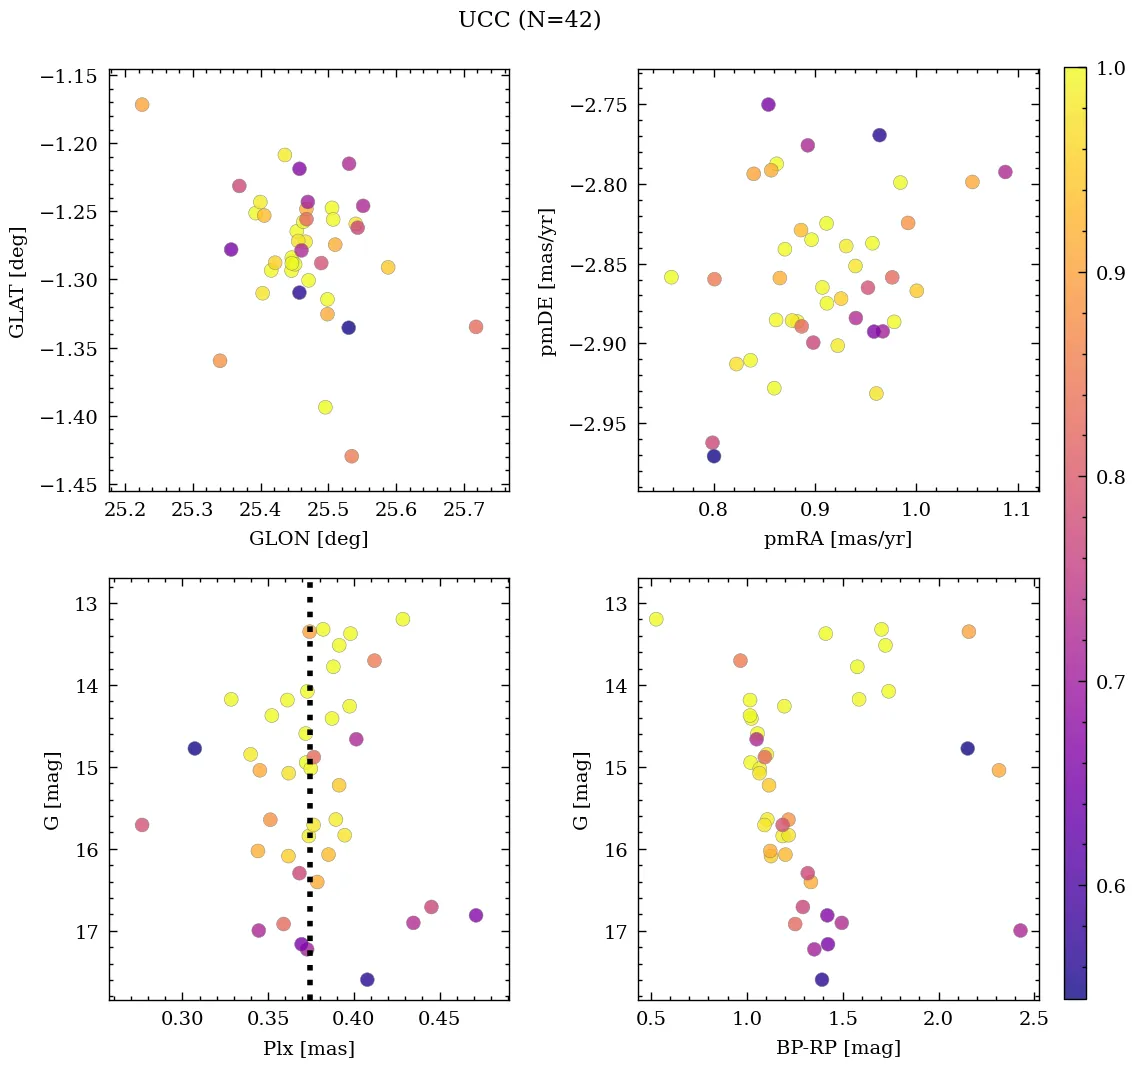 UCC (N=42)
−1.15
−1.20
−1.25
−1.30
−1.35
−1.40
−1.45
GLAT [deg]
25.2 25.3 25.4 25.5 25.6 25.7
GLON [deg]
−2.75
−2.80
−2.85
−2.90
−2.95
pmDE [mas/yr]
0.8 0.9 1.0 1.1
pmRA [mas/yr]
13
14
15
16
17
G [mag]
0.30 0.35 0.40 0.45
Plx [mas]
13
14
15
16
17
G [mag]
0.5 1.0 1.5 2.0 2.5
BP-RP [mag]
1.0
0.9
0.8
0.7
0.6